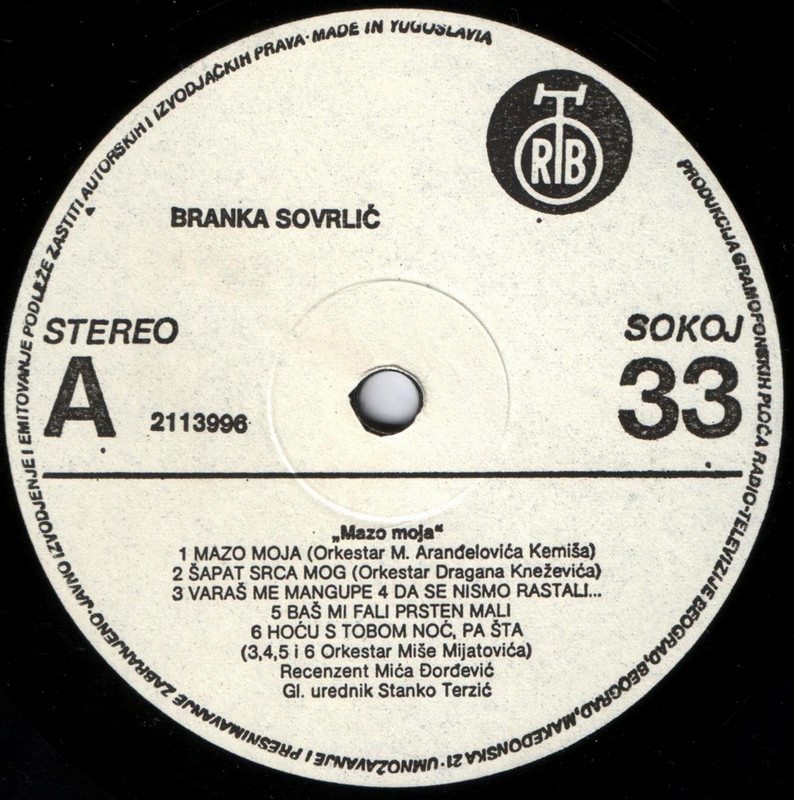 PRODUKCIJA GRAMOFONSKIH PLOČA RADIO-TELEVIZIJE BEOGRAD, BEOGRAD, MAKEDONSKA 21 · UMNOŽAVANJE I PRESNIMAVANJE ZABRANJENO · JAVNO IZVODJENJE I EMITOVANJE PODLEŽE ZAŠTITI AUTORSKIH I IZVODJAČKIH PRAVA · MADE IN YUGOSLAVIA
RTB
BRANKA SOVRLIČ
STEREO
SOKOJ
A
33
2113996
„Mazo moja“
1 MAZO MOJA (Orkestar M. Aranđelovića Kemiša)
2 ŠAPAT SRCA MOG (Orkestar Dragana Kneževića)
3 VARAŠ ME MANGUPE 4 DA SE NISMO RASTALI...
5 BAŠ MI FALI PRSTEN MALI
6 HOĆU S TOBOM NOĆ, PA ŠTA
(3,4,5 i 6 Orkestar Miše Mijatovića)
Recenzent Mića Đorđević
Gl. urednik Stanko Terzić